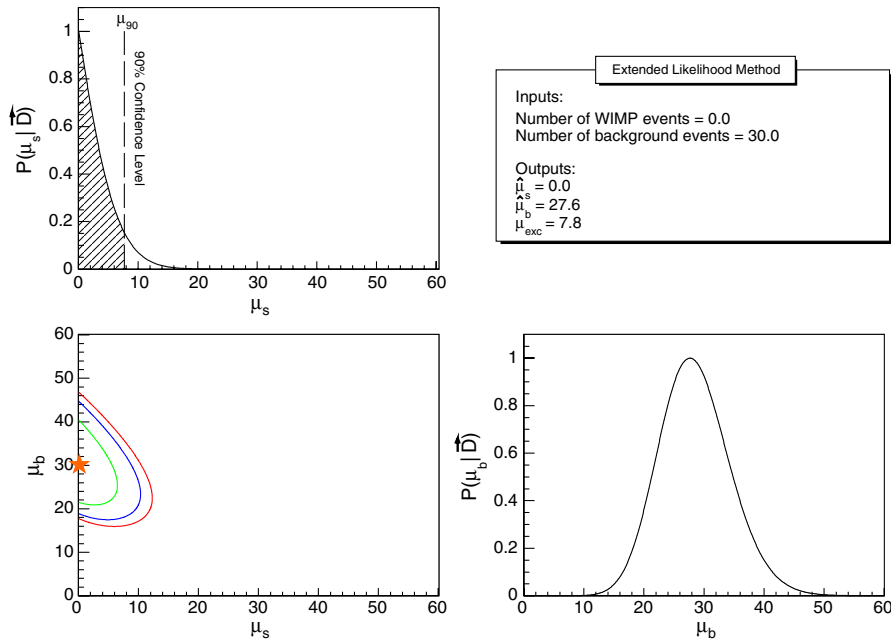 μ90
90% Confidence Level
P(μs|D⃗)
1
0.8
0.6
0.4
0.2
0
0 10 20 30 40 50 60
μs
Extended Likelihood Method
Inputs:
Number of WIMP events = 0.0
Number of background events = 30.0
Outputs:
μ̂s = 0.0
μ̂b = 27.6
μexc = 7.8
μb
60
50
40
30
20
10
0
0 10 20 30 40 50 60
μs
P(μb|D⃗)
1
0.8
0.6
0.4
0.2
0
0 10 20 30 40 50 60
μb